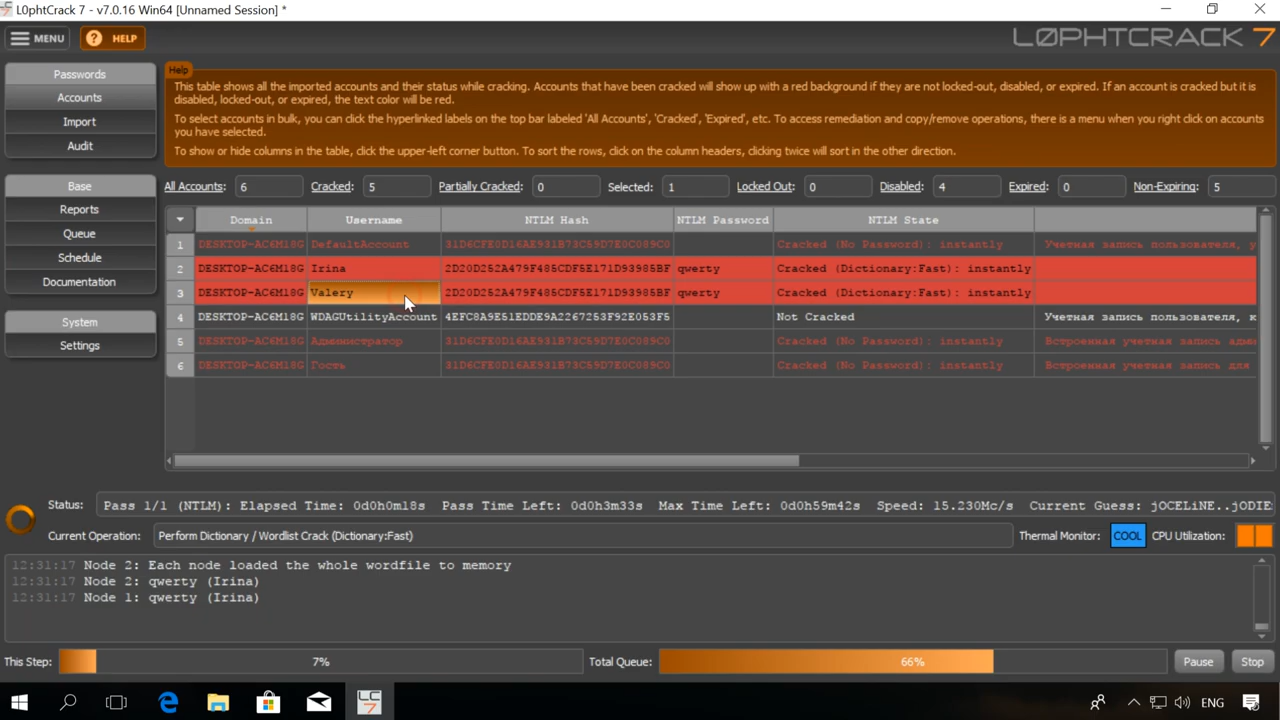 L0phtCrack 7 - v7.0.16 Win64 [Unnamed Session] *
MENU
HELP
L0PHTCRACK 7
Passwords
Accounts
Import
Audit
Base
Reports
Queue
Schedule
Documentation
System
Settings
Help
This table shows all the imported accounts and their status while cracking. Accounts that have been cracked will show up with a red background if they are not locked-out, disabled, or expired. If an account is cracked but it is
disabled, locked-out, or expired, the text color will be red.
To select accounts in bulk, you can click the hyperlinked labels on the top bar labeled 'All Accounts', 'Cracked', 'Expired', etc. To access remediation and copy/remove operations, there is a menu when you right click on accounts
you have selected.
To show or hide columns in the table, click the upper-left corner button. To sort the rows, click on the column headers, clicking twice will sort in the other direction.
All Accounts: 6 Cracked: 5 Partially Cracked: 0 Selected: 1 Locked Out: 0 Disabled: 4 Expired: 0 Non-Expiring: 5
Domain Username NTLM Hash NTLM Password NTLM State
1 DESKTOP-AC6M18G DefaultAccount 31D6CFE0D16AE931B73C59D7E0C089C0 Cracked (No Password): instantly Учетная запись пользователя, у
2 DESKTOP-AC6M18G Irina 2D20D252A479F485CDF5E171D93985BF qwerty Cracked (Dictionary:Fast): instantly
3 DESKTOP-AC6M18G Valery 2D20D252A479F485CDF5E171D93985BF qwerty Cracked (Dictionary:Fast): instantly
4 DESKTOP-AC6M18G WDAGUtilityAccount 4EFC8A9E51EDDE9A2267253F92E053F5 Not Cracked Учетная запись пользователя, к
5 DESKTOP-AC6M18G Администратор 31D6CFE0D16AE931B73C59D7E0C089C0 Cracked (No Password): instantly Встроенная учетная запись адми
6 DESKTOP-AC6M18G Гость 31D6CFE0D16AE931B73C59D7E0C089C0 Cracked (No Password): instantly Встроенная учетная запись для
Status: Pass 1/1 (NTLM): Elapsed Time: 0d0h0m18s Pass Time Left: 0d0h3m33s Max Time Left: 0d0h59m42s Speed: 15.230Mc/s Current Guess: jOCELiNE..jODIE
Current Operation: Perform Dictionary / Wordlist Crack (Dictionary:Fast) Thermal Monitor: COOL CPU Utilization:
12:31:17 Node 2: Each node loaded the whole wordfile to memory
12:31:17 Node 2: qwerty (Irina)
12:31:17 Node 1: qwerty (Irina)
This Step: 7% Total Queue: 66% Pause Stop
LC7
ENG